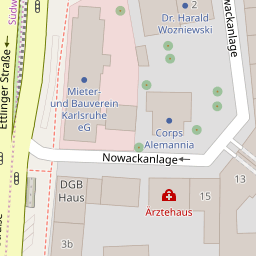 2
Dr. Harald
Wozniewski
Nowackanlage
Südw
Ettlinger Straße
Mieter-
und Bauverein
Karlsruhe
eG
Corps
Alemannia
Nowackanlage
DGB
Haus
Ärztehaus
15
13
3b